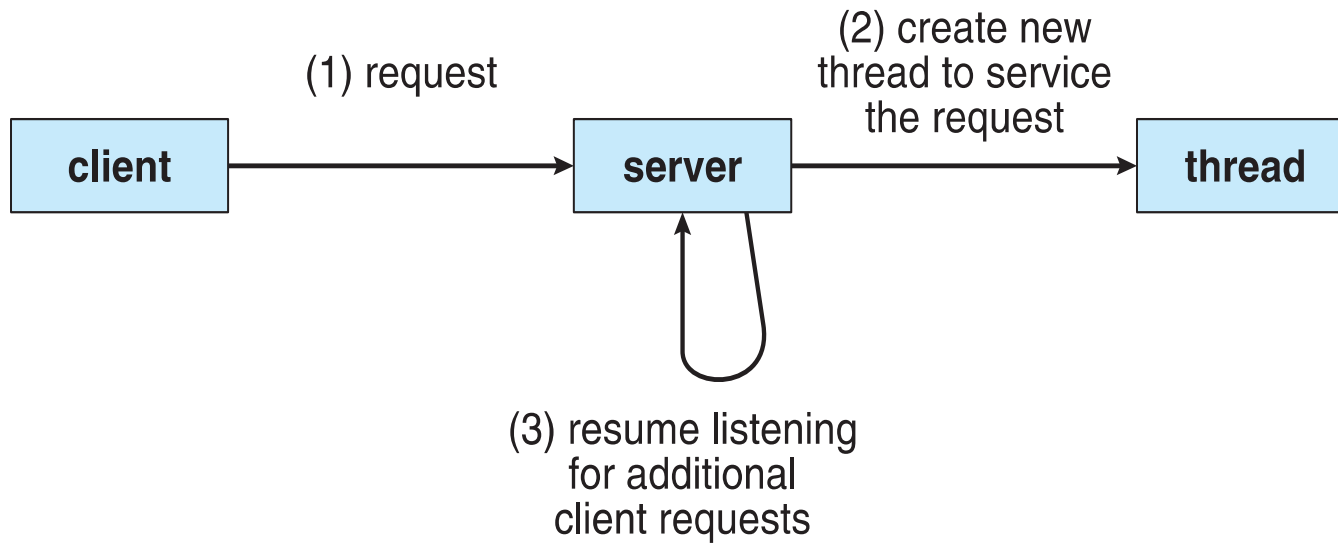 (1) request
(2) create new
thread to service
the request
client
server
thread
(3) resume listening
for additional
client requests